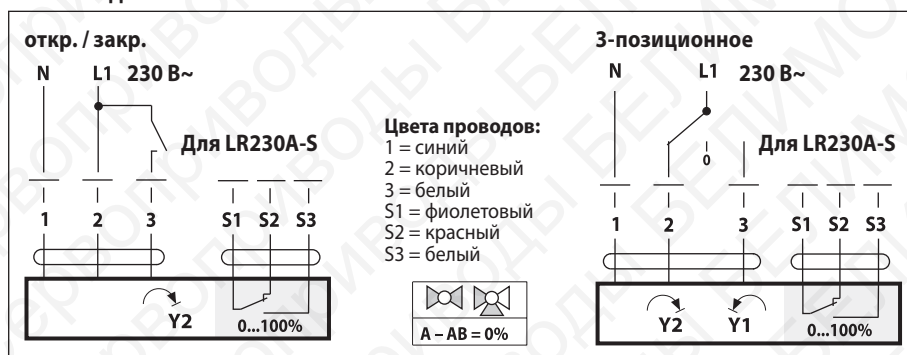 откр. / закр.
N L1 230 В~
Для LR230A-S
1 2 3 S1 S2 S3
Y2
0...100%
Цвета проводов:
1 = синий
2 = коричневый
3 = белый
S1 = фиолетовый
S2 = красный
S3 = белый
A – AB = 0%
3-позиционное
N L1 230 В~
0
Для LR230A-S
1 2 3 S1 S2 S3
Y2 Y1
0...100%